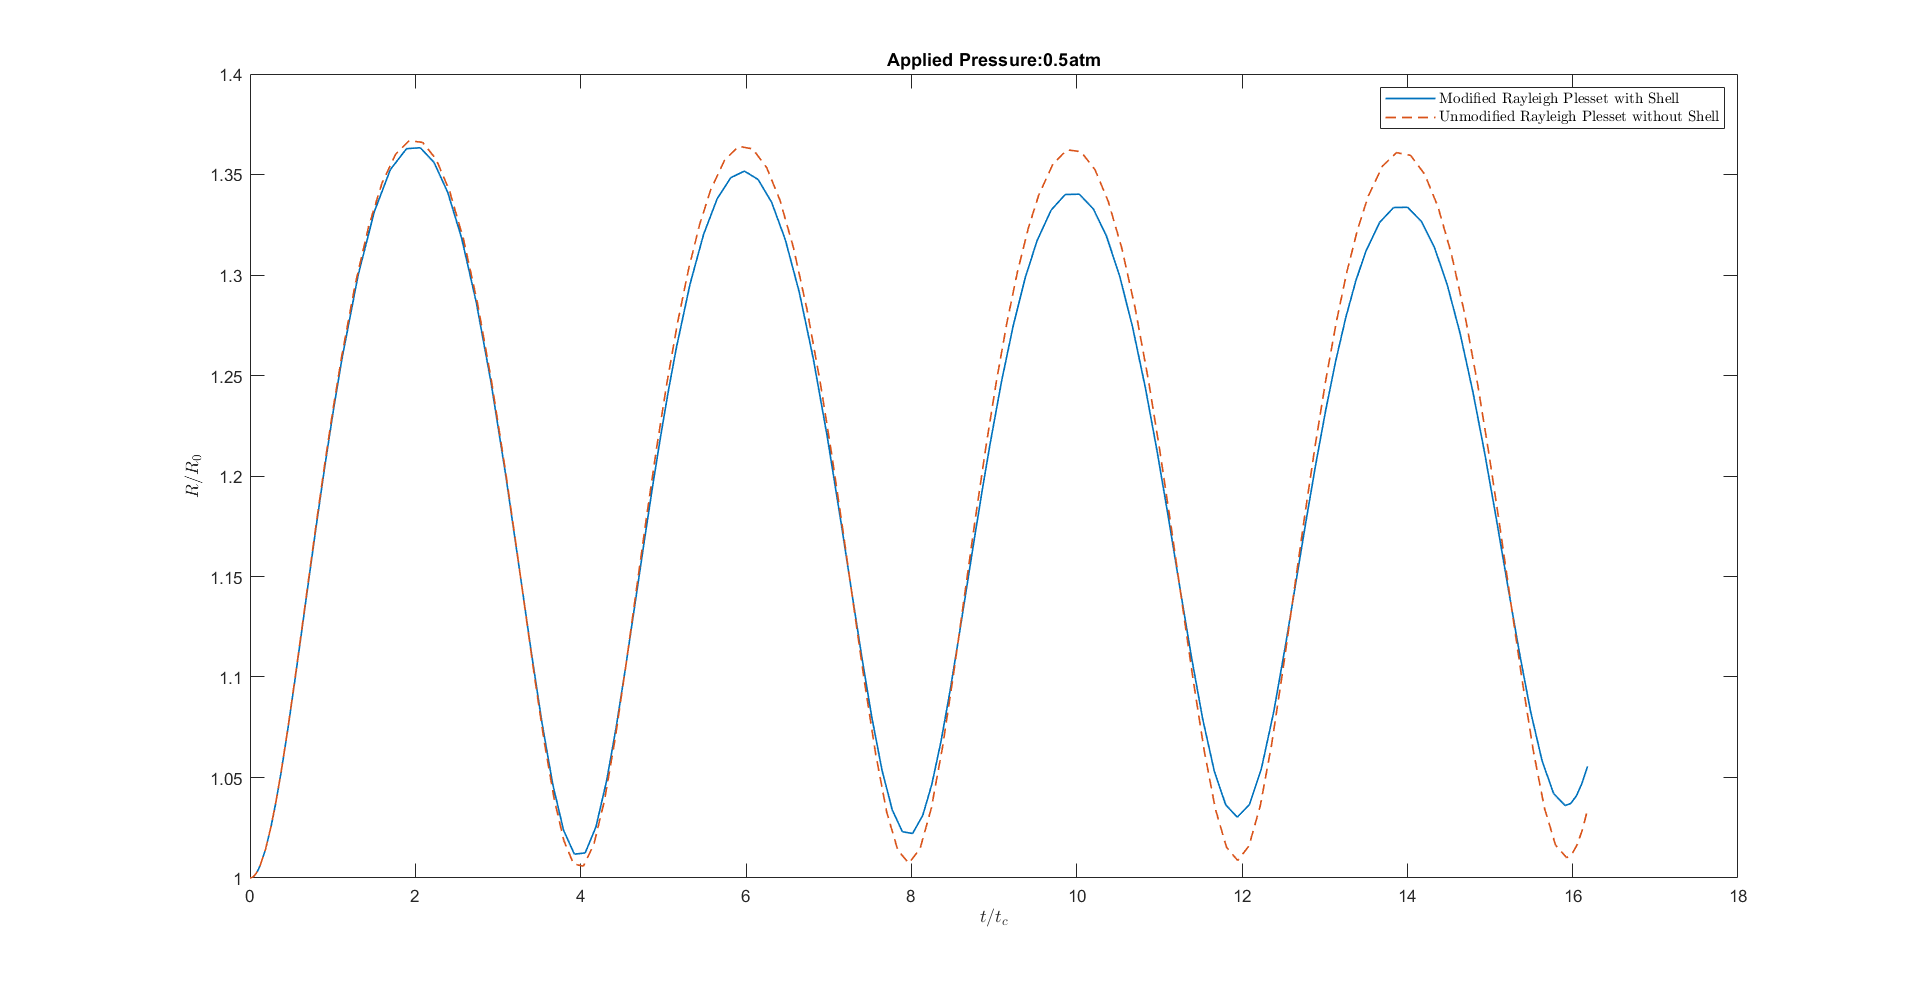 Applied Pressure:0.5atm
Modified Rayleigh Plesset with Shell
Unmodified Rayleigh Plesset without Shell
1.4
1.35
1.3
1.25
1.2
1.15
1.1
1.05
1
R/R₀
0 2 4 6 8 10 12 14 16 18
t/t_c